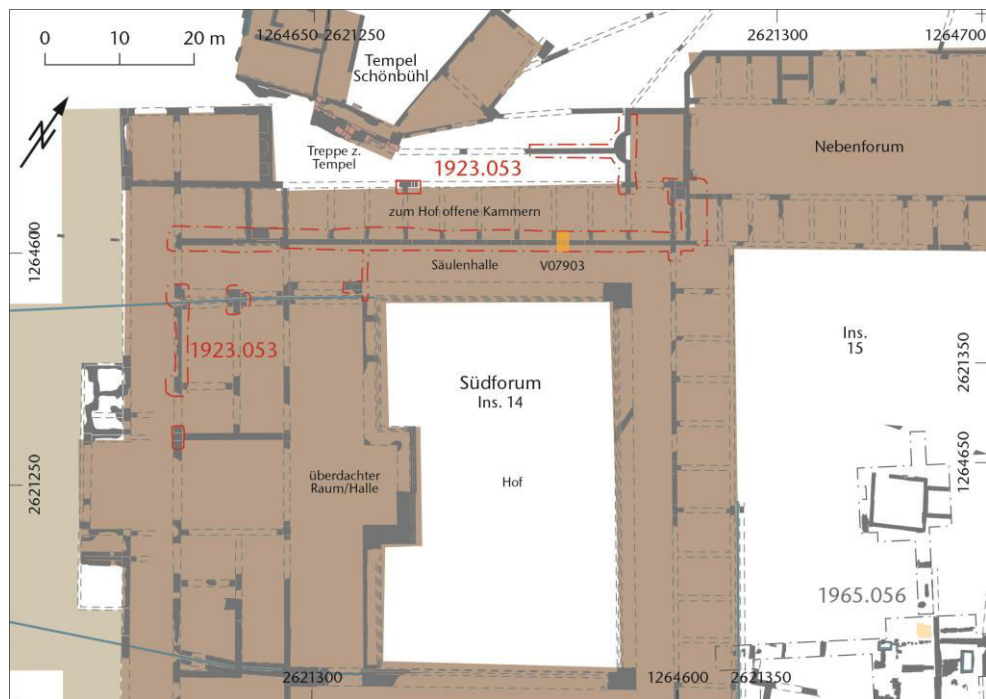 0 10 20 m
1264650
2621250
2621300
1264700
Tempel
Schönbühl
Treppe z.
Tempel
1923.053
Nebenforum
zum Hof offene Kammern
1264600
Säulenhalle
V07903
1923.053
Ins.
15
2621350
Südforum
Ins. 14
überdachter
Raum/Halle
Hof
2621250
1264650
1965.056
2621300
1264600
2621350
N